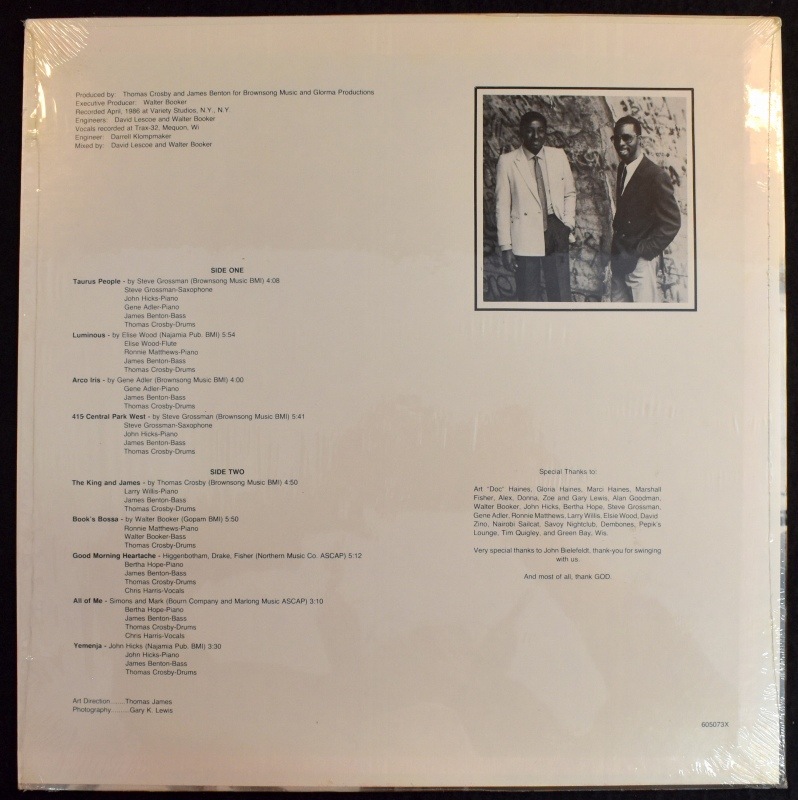 Produced by: Thomas Crosby and James Benton for Brownsong Music and Glorma Productions
Executive Producer: Walter Booker
Recorded April, 1986 at Variety Studios, N.Y., N.Y.
Engineers: David Lescoe and Walter Booker
Vocals recorded at Trax-32, Mequon, Wi
Engineer: Darrell Klompmaker
Mixed by: David Lescoe and Walter Booker
SIDE ONE
Taurus People - by Steve Grossman (Brownsong Music BMI) 4:08
Steve Grossman-Saxophone
John Hicks-Piano
Gene Adler-Piano
James Benton-Bass
Thomas Crosby-Drums
Luminous - by Elise Wood (Najamia Pub. BMI) 5:54
Elise Wood-Flute
Ronnie Matthews-Piano
James Benton-Bass
Thomas Crosby-Drums
Arco Iris - by Gene Adler (Brownsong Music BMI) 4:00
Gene Adler-Piano
James Benton-Bass
Thomas Crosby-Drums
415 Central Park West - by Steve Grossman (Brownsong Music BMI) 5:41
Steve Grossman-Saxophone
John Hicks-Piano
James Benton-Bass
Thomas Crosby-Drums
SIDE TWO
The King and James - by Thomas Crosby (Brownsong Music BMI) 4:50
Larry Willis-Piano
James Benton-Bass
Thomas Crosby-Drums
Book's Bossa - by Walter Booker (Gopam BMI) 5:50
Ronnie Matthews-Piano
Walter Booker-Bass
Thomas Crosby-Drums
Good Morning Heartache - Higgenbotham, Drake, Fisher (Northern Music Co. ASCAP) 5:12
Bertha Hope-Piano
James Benton-Bass
Thomas Crosby-Drums
Chris Harris-Vocals
All of Me - Simons and Mark (Bourn Company and Marlong Music ASCAP) 3:10
Bertha Hope-Piano
James Benton-Bass
Thomas Crosby-Drums
Chris Harris-Vocals
Yemenja - John Hicks (Najamia Pub. BMI) 3:30
John Hicks-Piano
James Benton-Bass
Thomas Crosby-Drums
Art Direction.......Thomas James
Photography.........Gary K. Lewis
Special Thanks to:
Art "Doc" Haines, Gloria Haines, Marci Haines, Marshall
Fisher, Alex, Donna, Zoe and Gary Lewis, Alan Goodman,
Walter Booker, John Hicks, Bertha Hope, Steve Grossman,
Gene Adler, Ronnie Matthews, Larry Willis, Elsie Wood, David
Zino, Nairobi Sailcat, Savoy Nightclub, Dembones, Pepik's
Lounge, Tim Quigley, and Green Bay, Wis.
Very special thanks to John Bielefeldt, thank-you for swinging
with us.
And most of all, thank GOD.
605073X